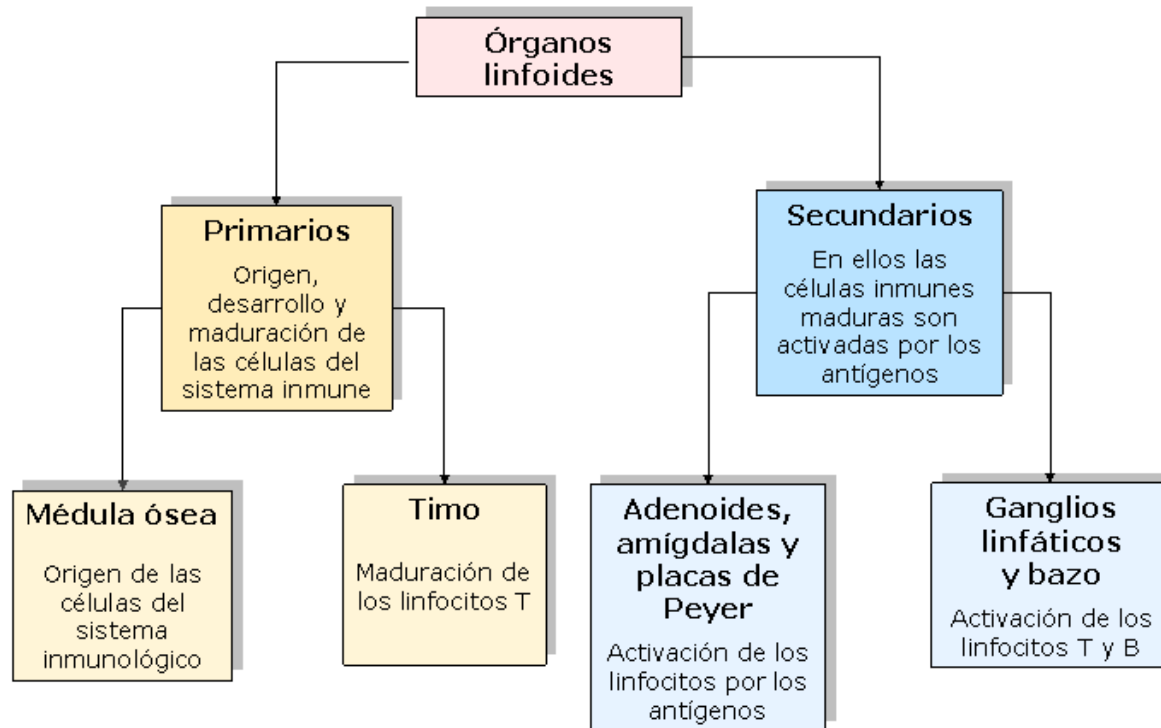 Órganos
linfoides
Primarios
Origen,
desarrollo y
maduración de
las células del
sistema inmune
Secundarios
En ellos las
células inmunes
maduras son
activadas por los
antígenos
Médula ósea
Origen de las
células del
sistema
inmunológico
Timo
Maduración de
los linfocitos T
Adenoides,
amígdalas y
placas de
Peyer
Activación de los
linfocitos por los
antígenos
Ganglios
linfáticos
y bazo
Activación de los
linfocitos T y B